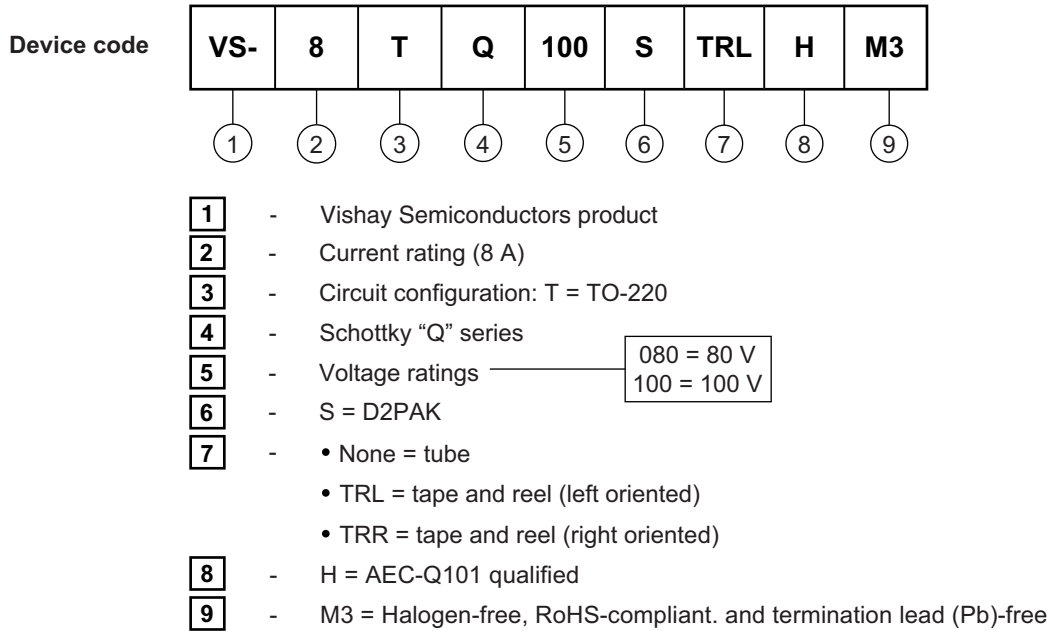 Device code
VS- 8 T Q 100 S TRL H M3
1 2 3 4 5 6 7 8 9
1 - Vishay Semiconductors product
2 - Current rating (8 A)
3 - Circuit configuration: T = TO-220
4 - Schottky “Q” series
5 - Voltage ratings
080 = 80 V
100 = 100 V
6 - S = D2PAK
7 - • None = tube
• TRL = tape and reel (left oriented)
• TRR = tape and reel (right oriented)
8 - H = AEC-Q101 qualified
9 - M3 = Halogen-free, RoHS-compliant. and termination lead (Pb)-free